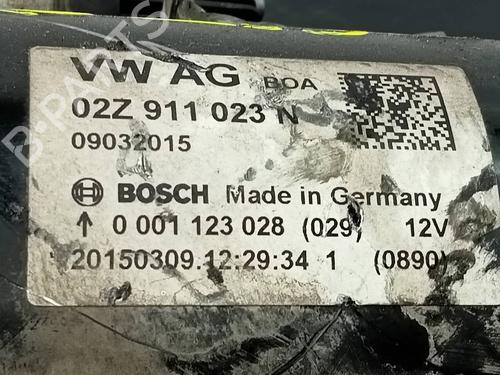 VW AG BOA
02Z 911 023 N
09032015
BOSCH Made in Germany
↑ 0 001 123 028 (029) 12V
20150309.12:29:34 1 (0890)
B-PARTS